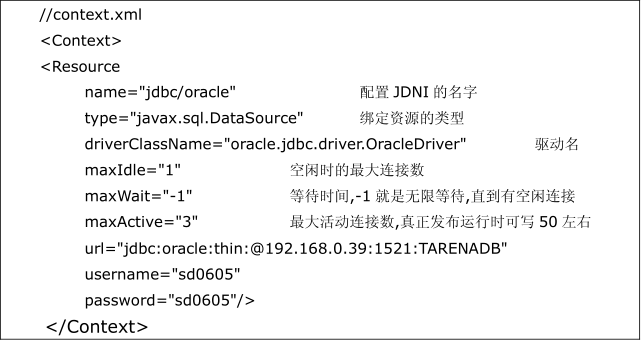 //context.xml
<Context>
<Resource
name="jdbc/oracle" 配置 JDNI 的名字
type="javax.sql.DataSource" 绑定资源的类型
driverClassName="oracle.jdbc.driver.OracleDriver" 驱动名
maxIdle="1" 空闲时的最大连接数
maxWait="-1" 等待时间,-1 就是无限等待,直到有空闲连接
maxActive="3" 最大活动连接数,真正发布运行时可写 50 左右
url="jdbc:oracle:thin:@192.168.0.39:1521:TARENADB"
username="sd0605"
password="sd0605"/>
</Context>